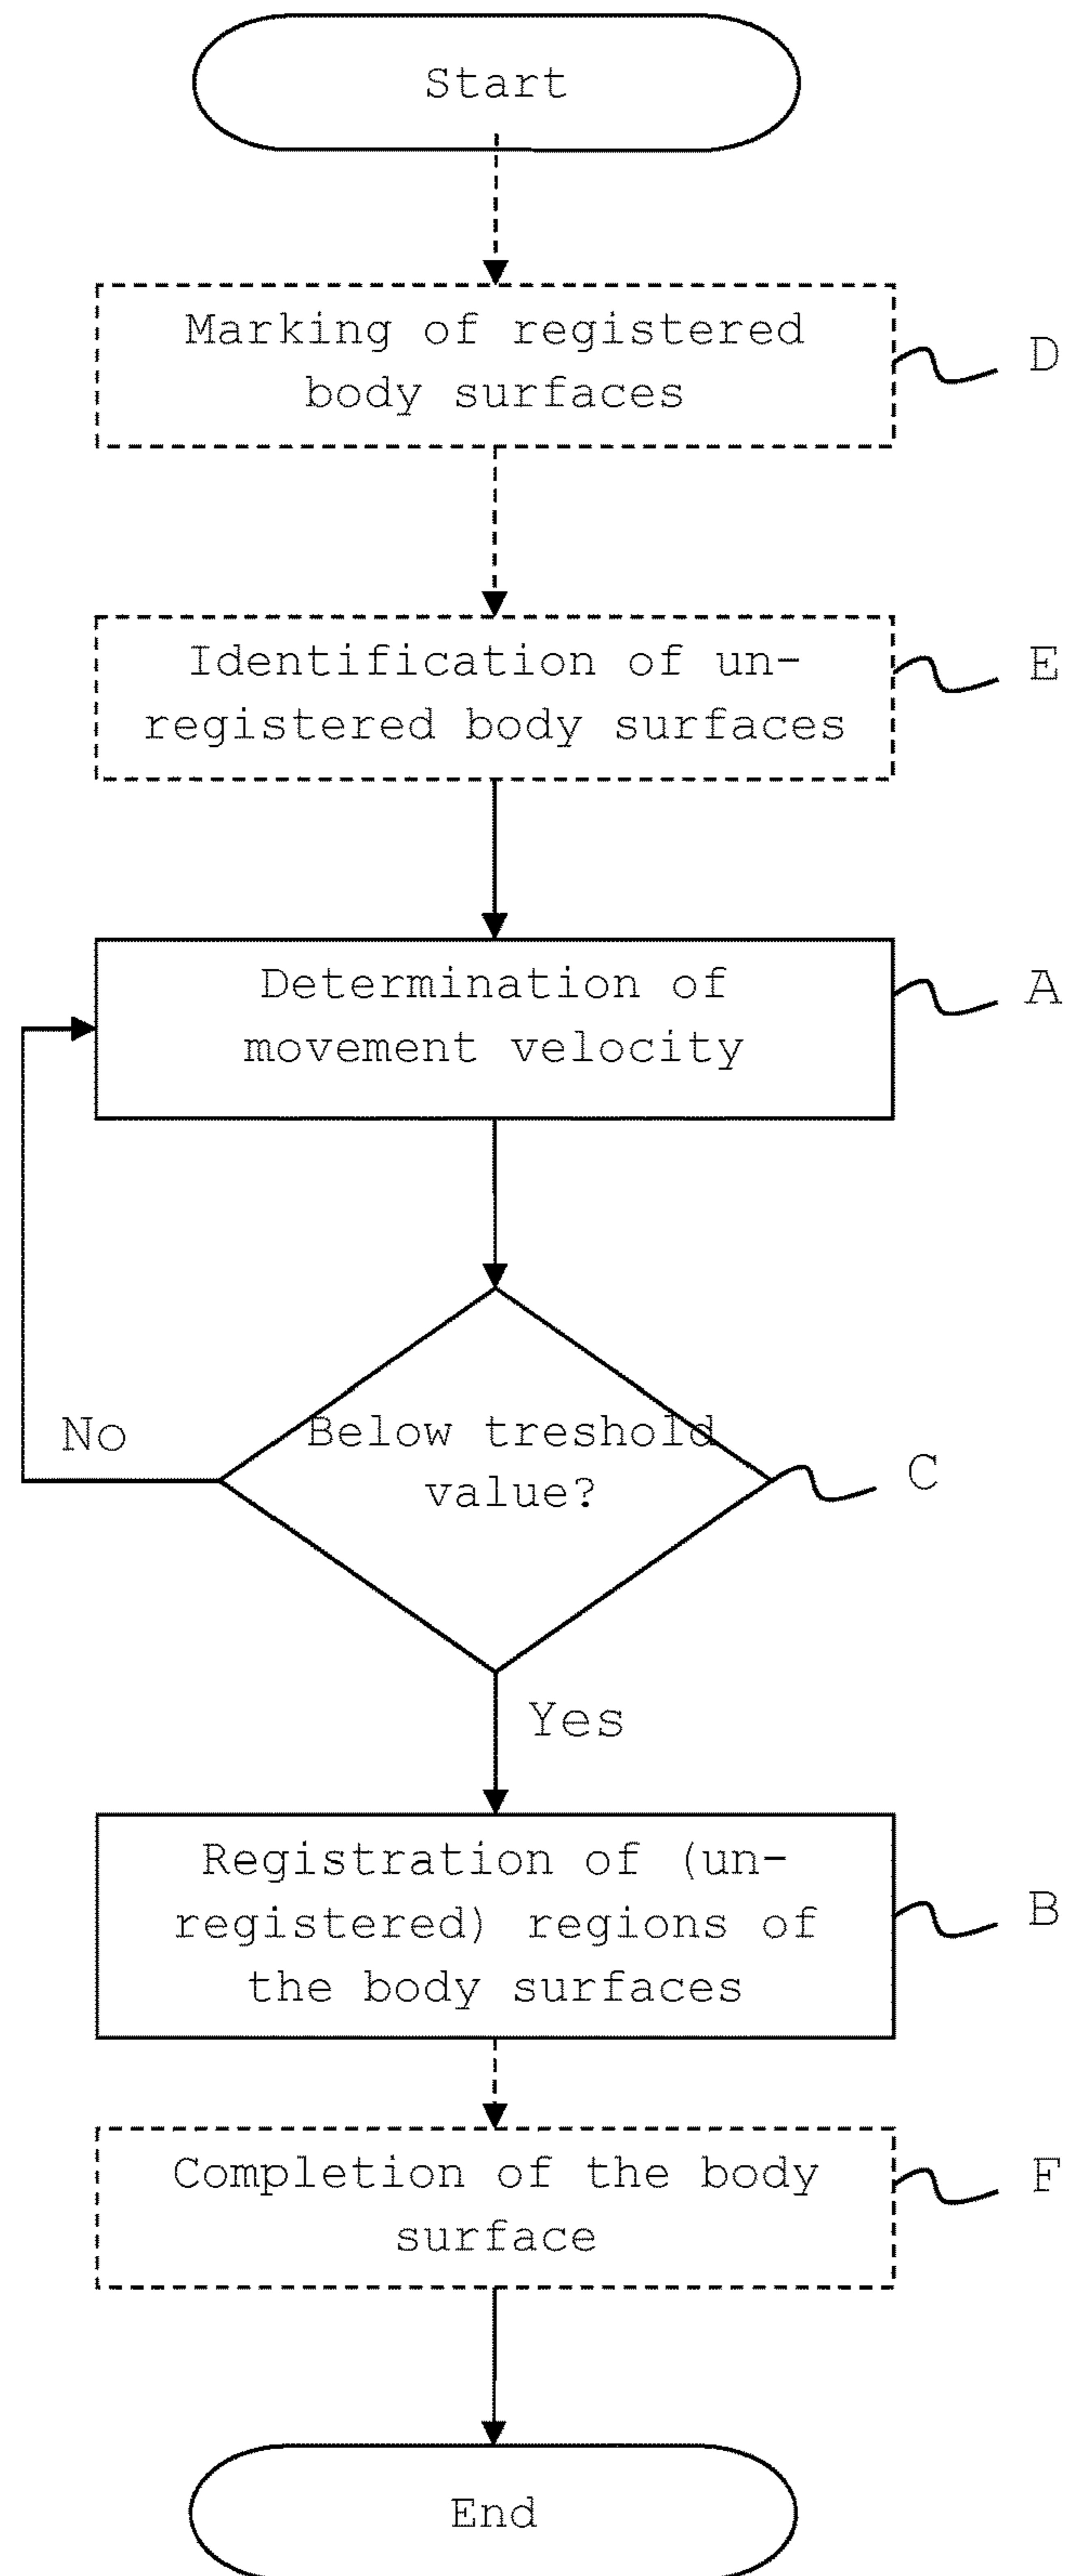 Start
Marking of registered
body surfaces
D
Identification of un-
registered body surfaces
E
Determination of
movement velocity
A
No
Below treshold
value?
C
Yes
Registration of (un-
registered) regions of
the body surfaces
B
Completion of the body
surface
F
End